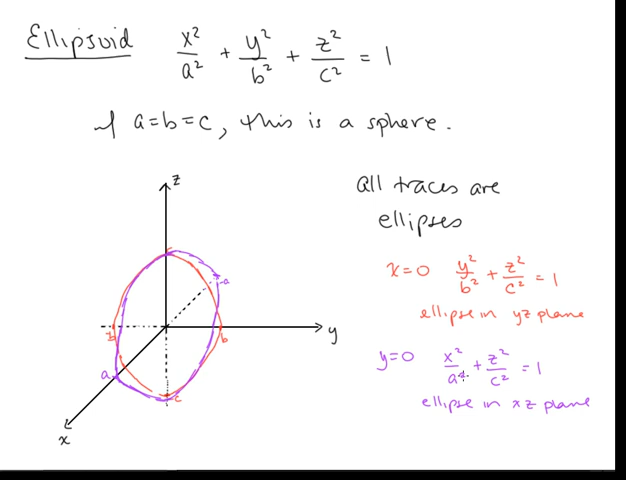 Ellipsoid x²/a² + y²/b² + z²/c² = 1
If a=b=c, this is a sphere.
all traces are
ellipses
x=0 y²/b² + z²/c² = 1
ellipse in yz plane
y=0 x²/a² + z²/c² = 1
ellipse in xz plane
z
-a
b
y
a
c
x